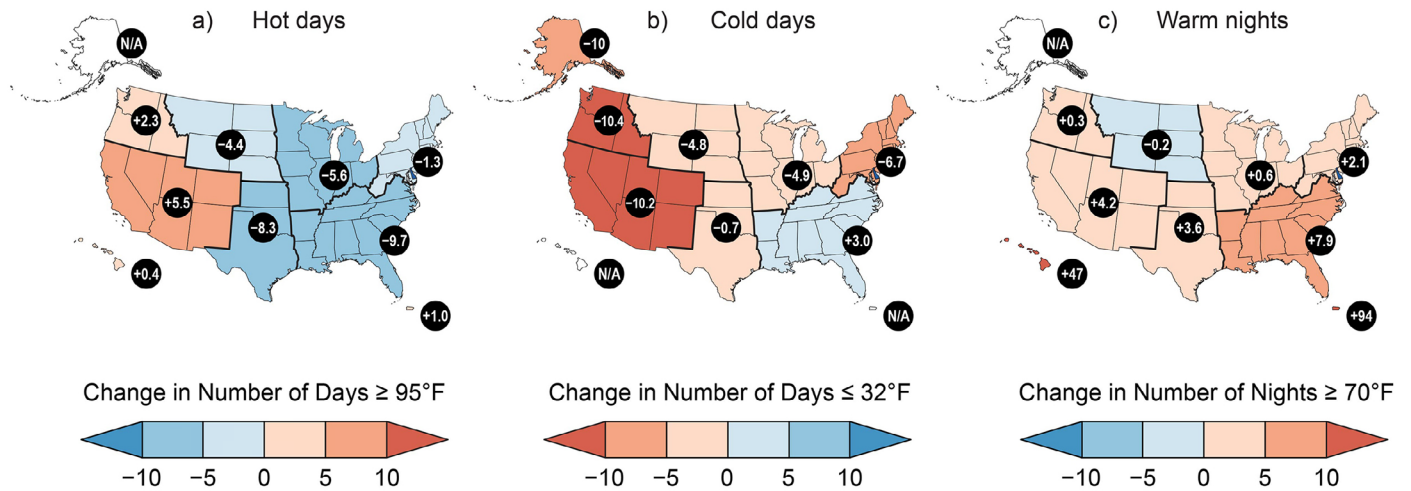 a) Hot days
N/A
+2.3
−4.4
−5.6
−1.3
+5.5
−8.3
−9.7
+0.4
+1.0
Change in Number of Days ≥ 95°F
−10 −5 0 5 10
b) Cold days
−10
−10.4
−4.8
−4.9
−6.7
−10.2
−0.7
+3.0
N/A
N/A
Change in Number of Days ≤ 32°F
−10 −5 0 5 10
c) Warm nights
N/A
+0.3
−0.2
+0.6
+2.1
+4.2
+3.6
+7.9
+47
+94
Change in Number of Nights ≥ 70°F
−10 −5 0 5 10